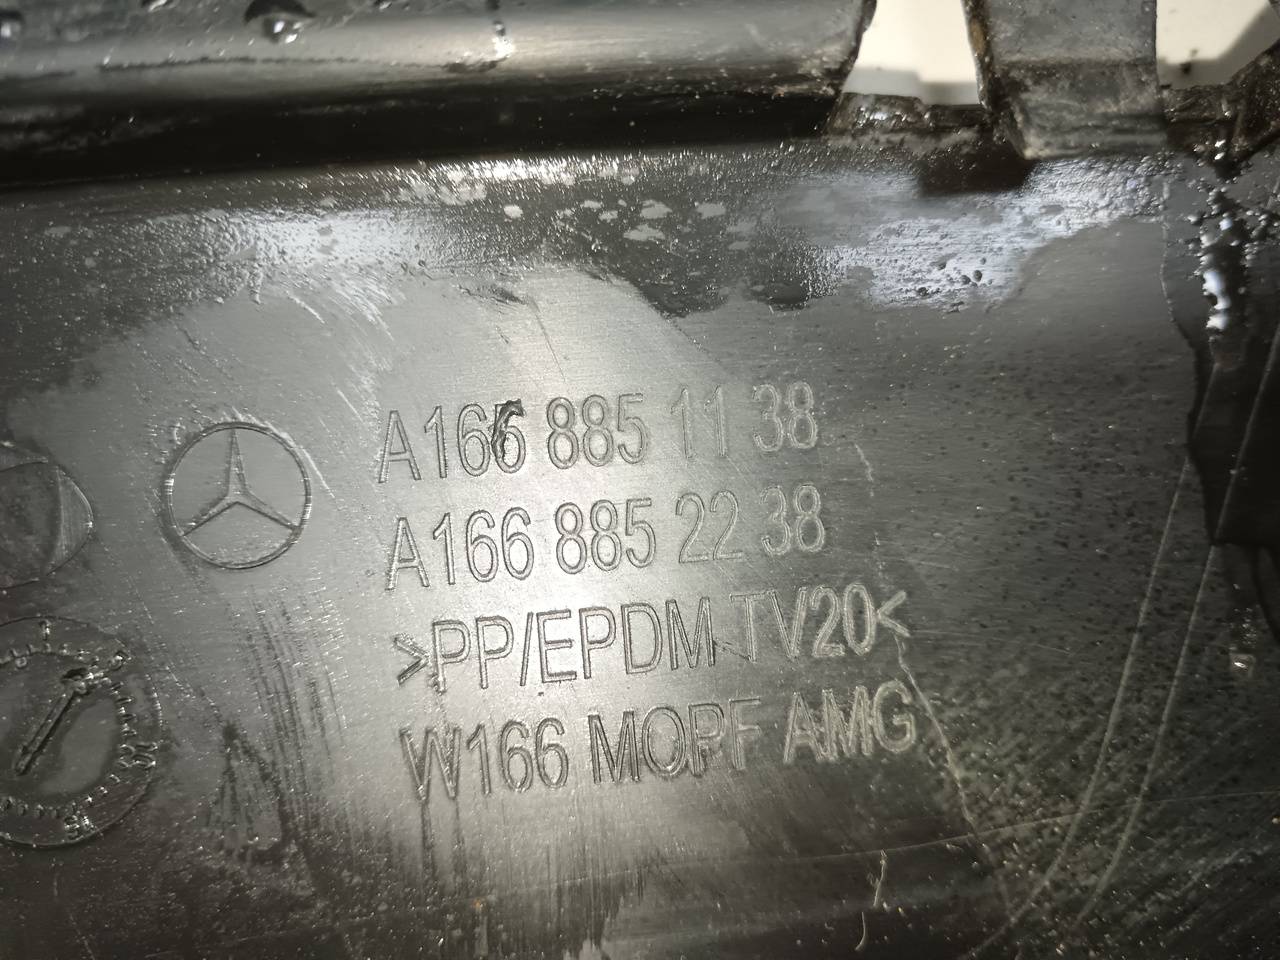 A166 885 11 38
A166 885 22 38
>PP/EPDM TV20<
W166 MOPF AMG